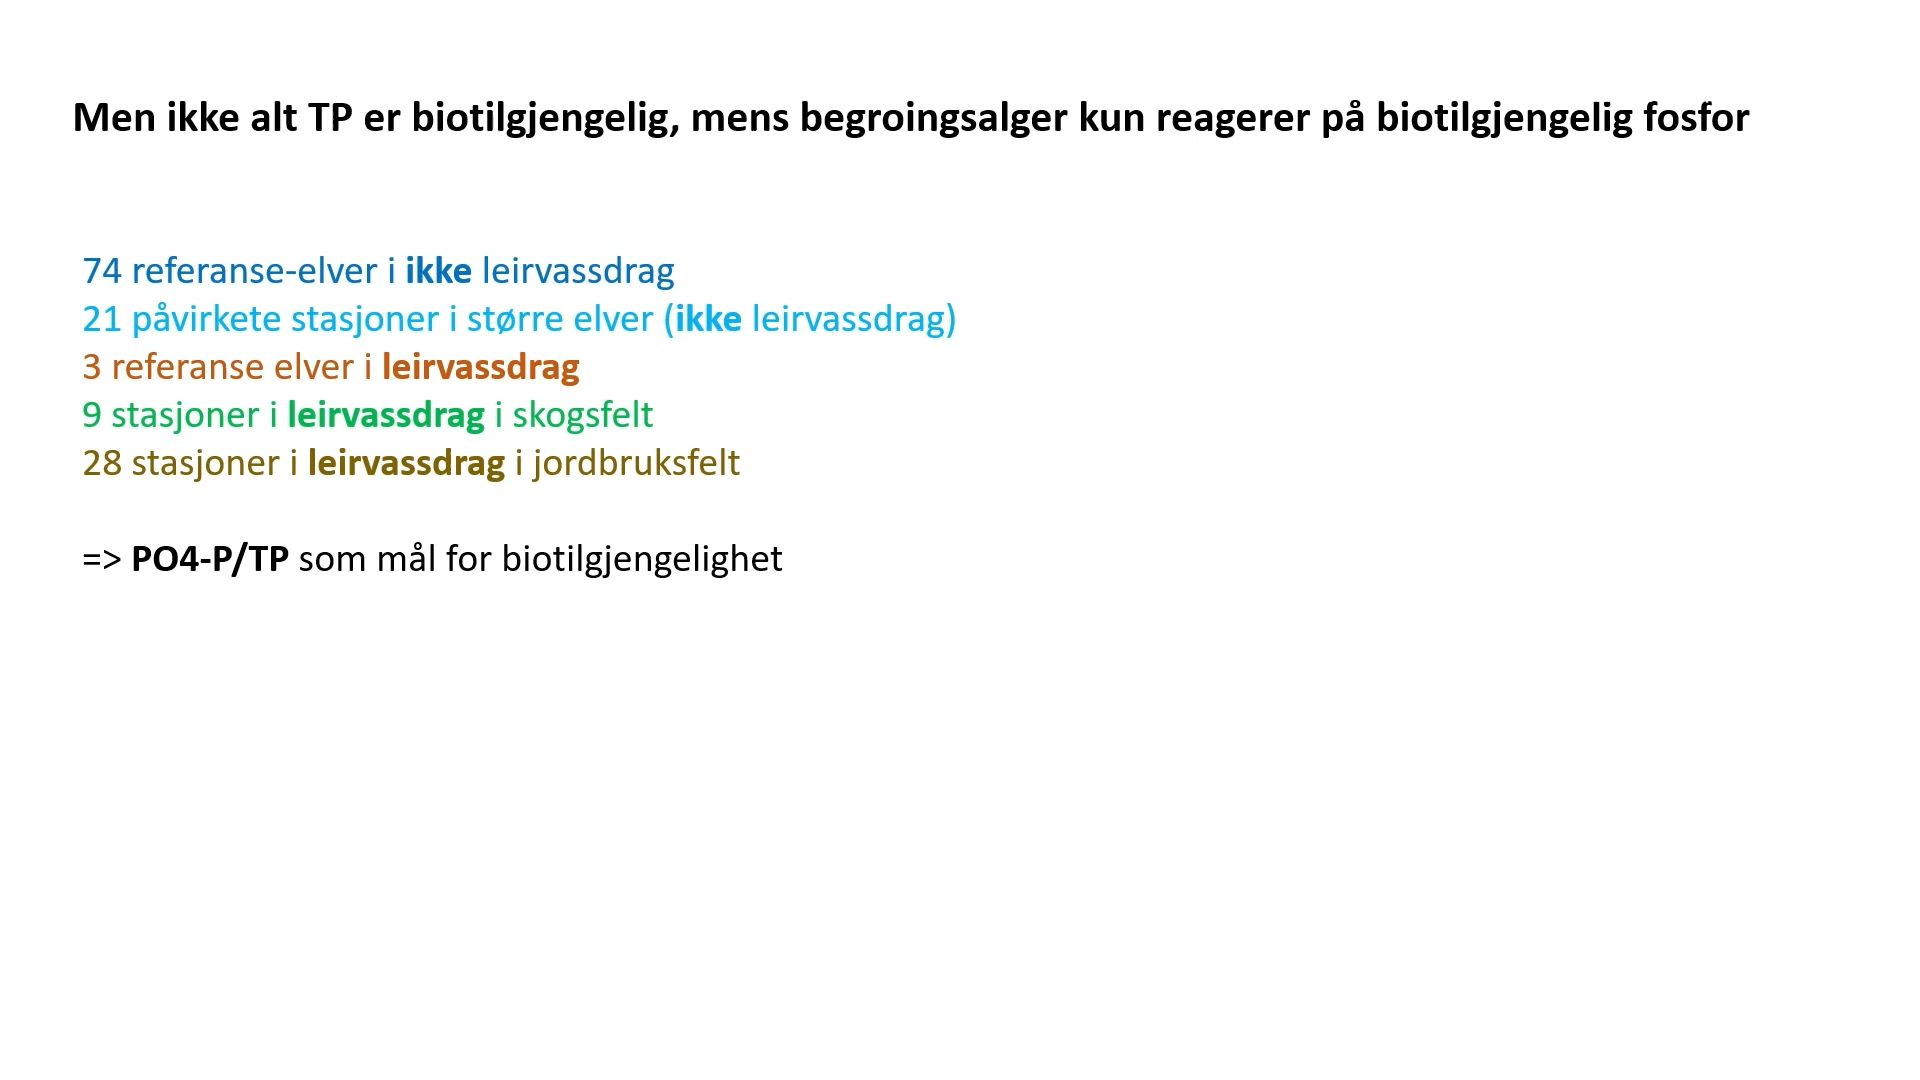 Men ikke alt TP er biotilgjengelig, mens begroingsalger kun reagerer på biotilgjengelig fosfor
74 referanse-elver i ikke leirvassdrag
21 påvirkete stasjoner i større elver (ikke leirvassdrag)
3 referanse elver i leirvassdrag
9 stasjoner i leirvassdrag i skogsfelt
28 stasjoner i leirvassdrag i jordbruksfelt
=> PO4-P/TP som mål for biotilgjengelighet